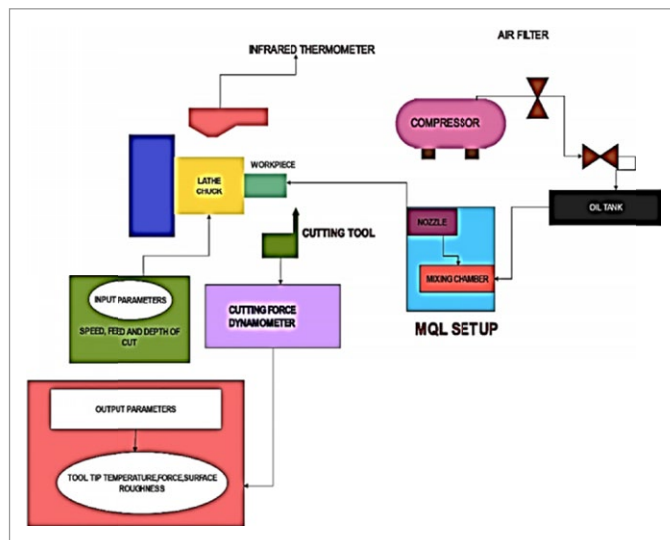 AIR FILTER
INFRARED THERMOMETER
COMPRESSOR
WORKPIECE
LATHE
CHUCK
OIL TANK
NOZZLE
CUTTING TOOL
MIXING CHAMBER
INPUT PARAMETERS
SPEED, FEED AND DEPTH OF
CUT
CUTTING FORCE
DYNAMOMETER
MQL SETUP
OUTPUT PARAMETERS
TOOL TIP TEMPERATURE,FORCE,SURFACE
ROUGHNESS